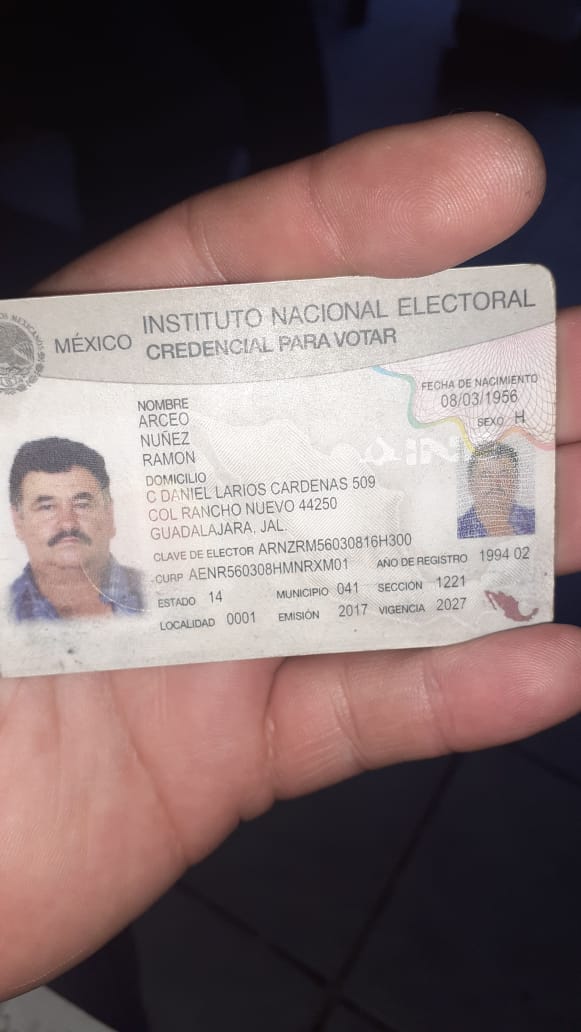 MÉXICO
INSTITUTO NACIONAL ELECTORAL
CREDENCIAL PARA VOTAR
NOMBRE
ARCEO
NUÑEZ
RAMON
FECHA DE NACIMIENTO
08/03/1956
SEXO H
DOMICILIO
C DANIEL LARIOS CARDENAS 509
COL RANCHO NUEVO 44250
GUADALAJARA, JAL.
CLAVE DE ELECTOR ARNZRM56030816H300
CURP AENR560308HMNRXM01 AÑO DE REGISTRO 1994 02
ESTADO 14 MUNICIPIO 041 SECCIÓN 1221
LOCALIDAD 0001 EMISIÓN 2017 VIGENCIA 2027